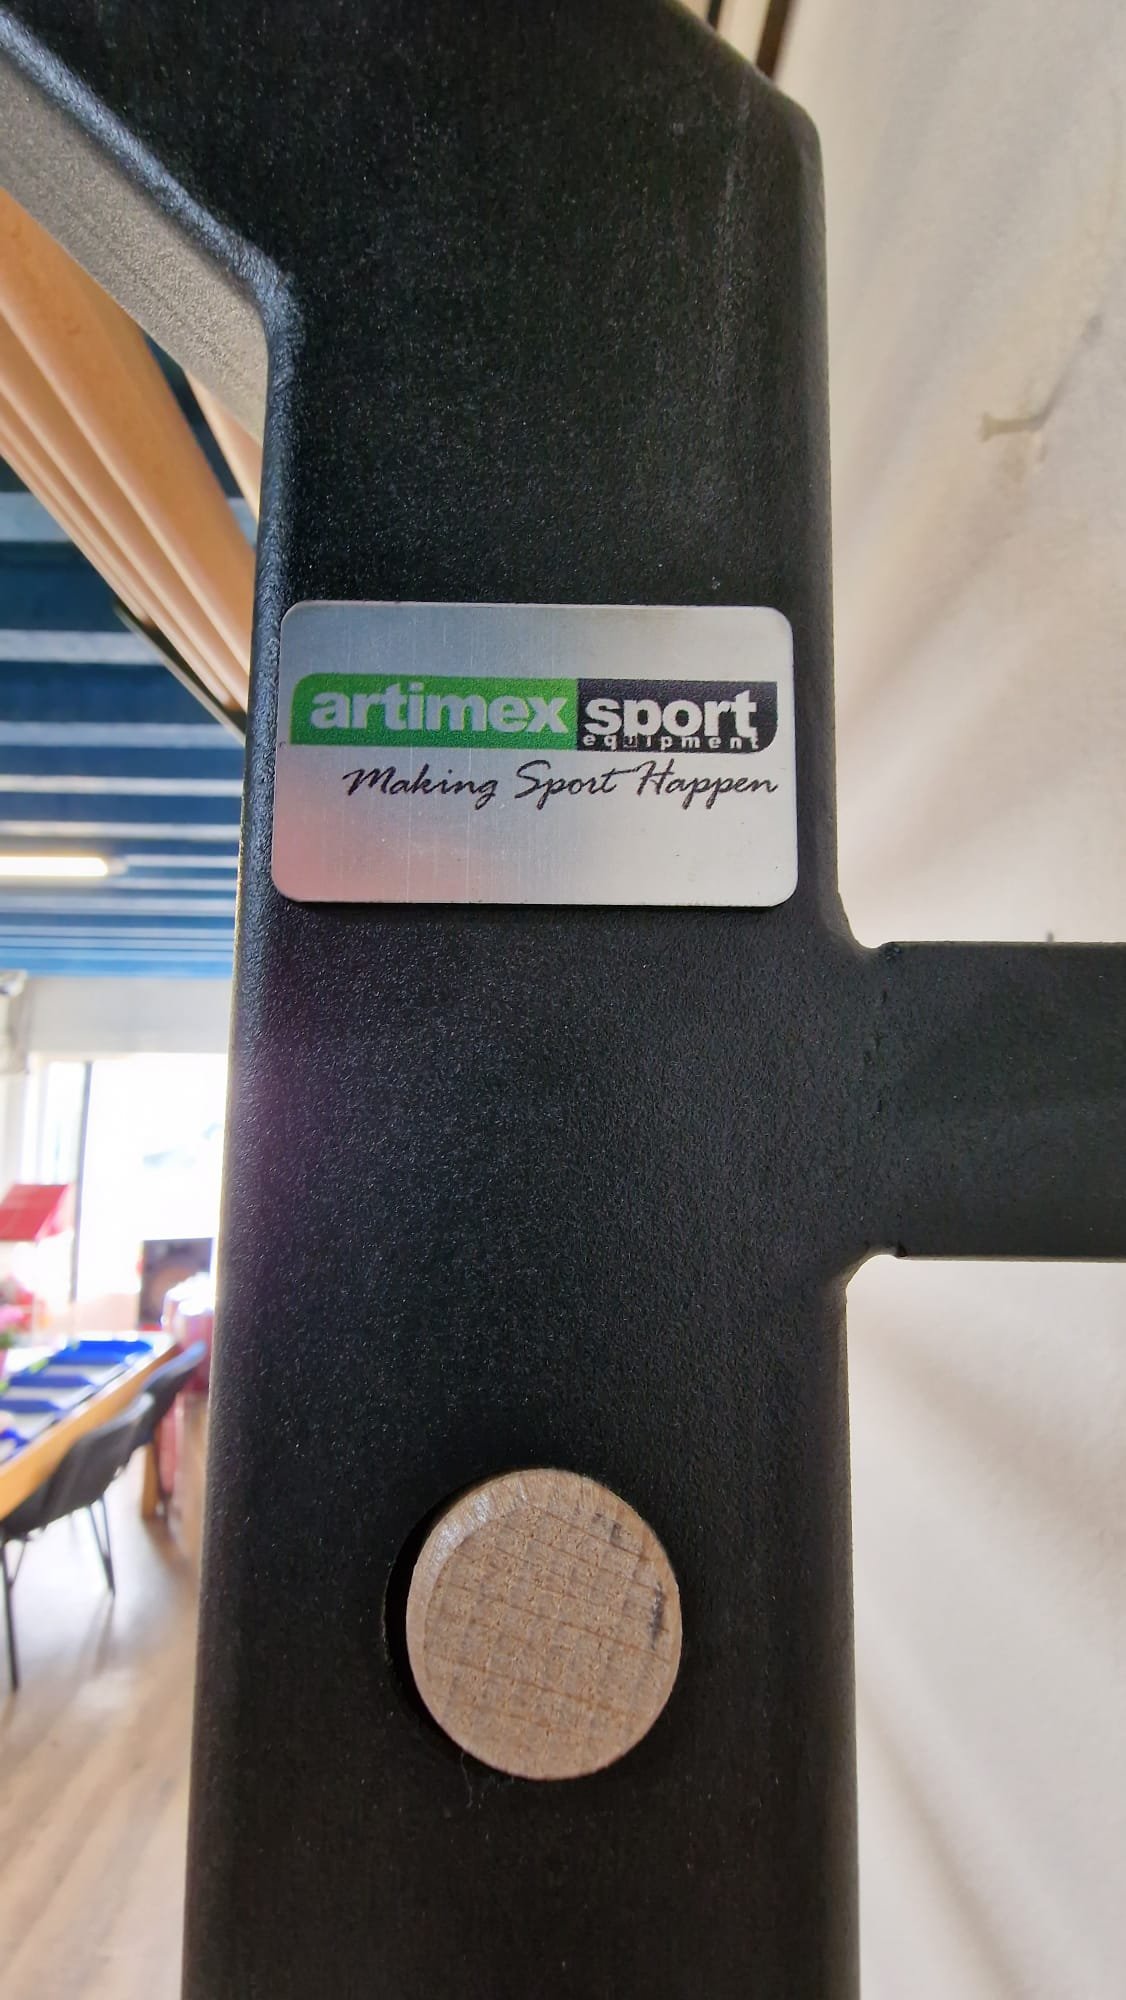 artimex sport
equipment
Making Sport Happen